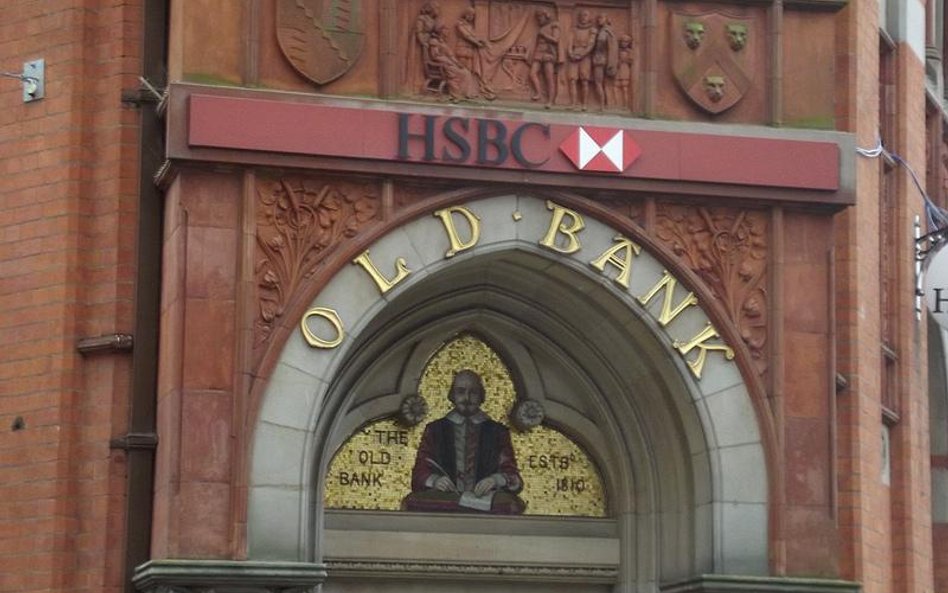 HSBC
OLD · BANK
THE
OLD
BANK
ESTB
1810